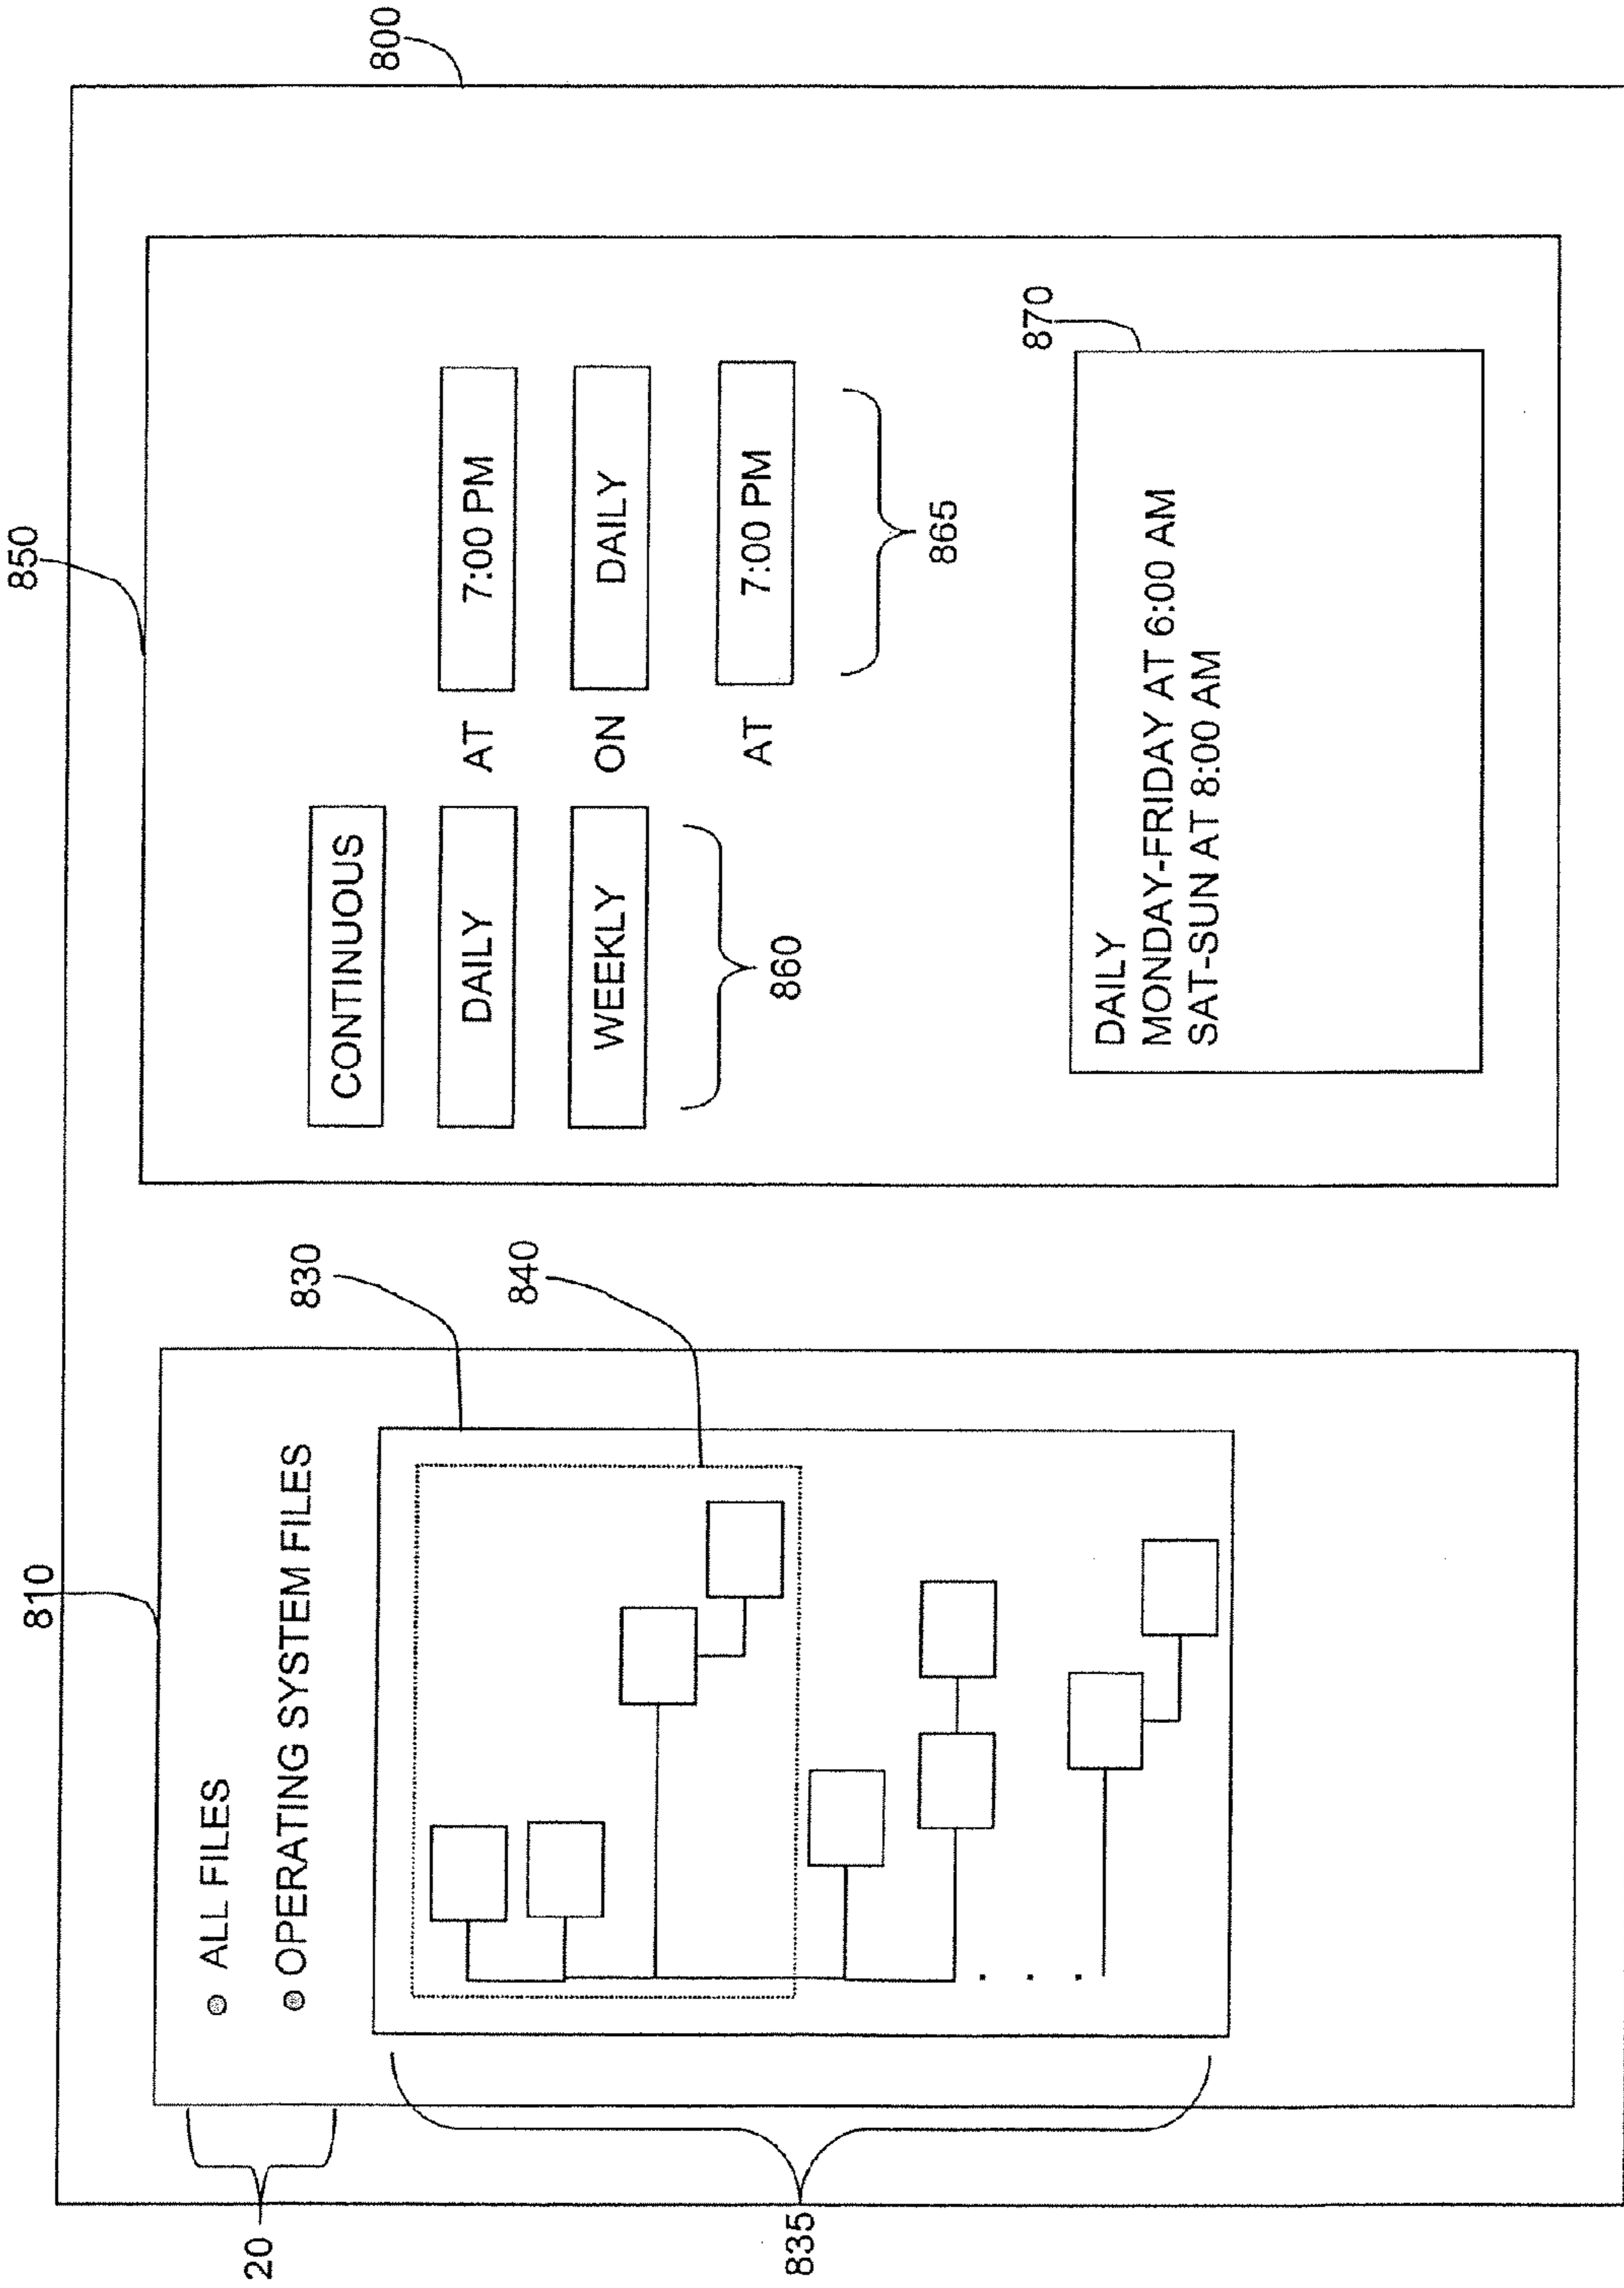 800
850
810
CONTINUOUS
DAILY AT 7:00 PM
WEEKLY ON DAILY
AT 7:00 PM
860
865
870
DAILY
MONDAY-FRIDAY AT 6:00 AM
SAT-SUN AT 8:00 AM
20
ALL FILES
OPERATING SYSTEM FILES
830
840
835